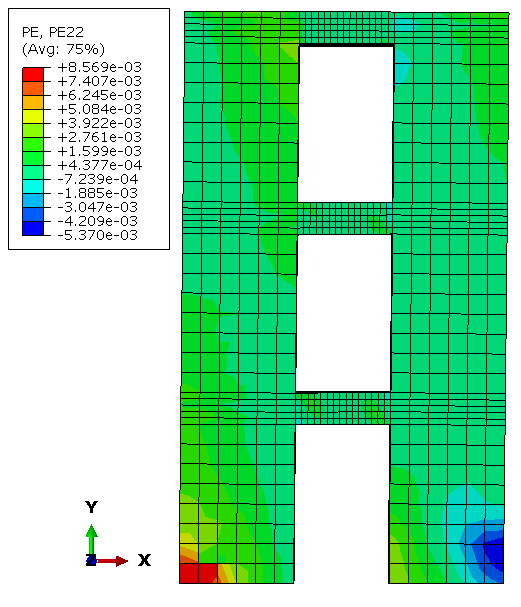 PE, PE22
(Avg: 75%)
+8.569e-03
+7.407e-03
+6.245e-03
+5.084e-03
+3.922e-03
+2.761e-03
+1.599e-03
+4.377e-04
-7.239e-04
-1.885e-03
-3.047e-03
-4.209e-03
-5.370e-03
Y
Z
X